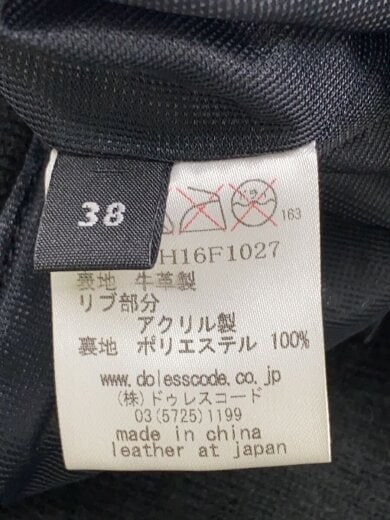 38
163
H16F1027
表地 牛革製
リブ部分
アクリル製
裏地 ポリエステル 100%
www.dolesscode.co.jp
(株)ドゥレスコード
03(5725)1199
made in china
leather at japan